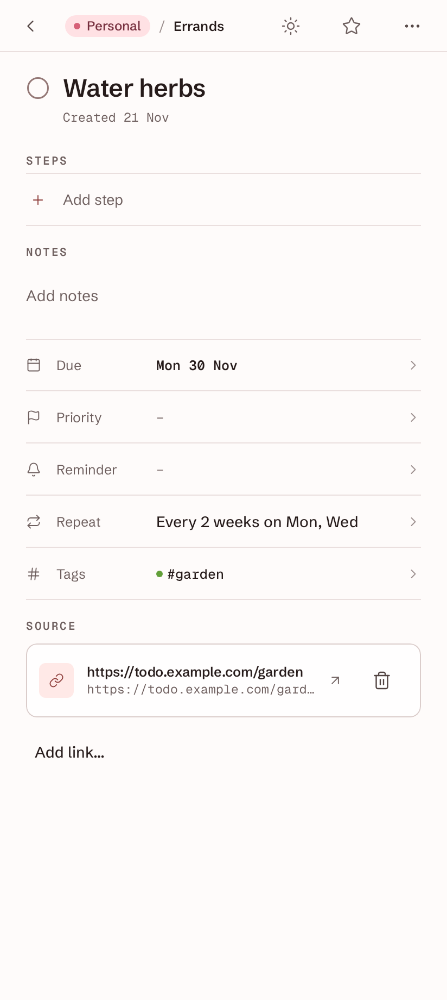 Personal / Errands
Water herbs
Created 21 Nov
STEPS
Add step
NOTES
Add notes
Due Mon 30 Nov
Priority –
Reminder –
Repeat Every 2 weeks on Mon, Wed
Tags #garden
SOURCE
https://todo.example.com/garden
https://todo.example.com/gard…
Add link…